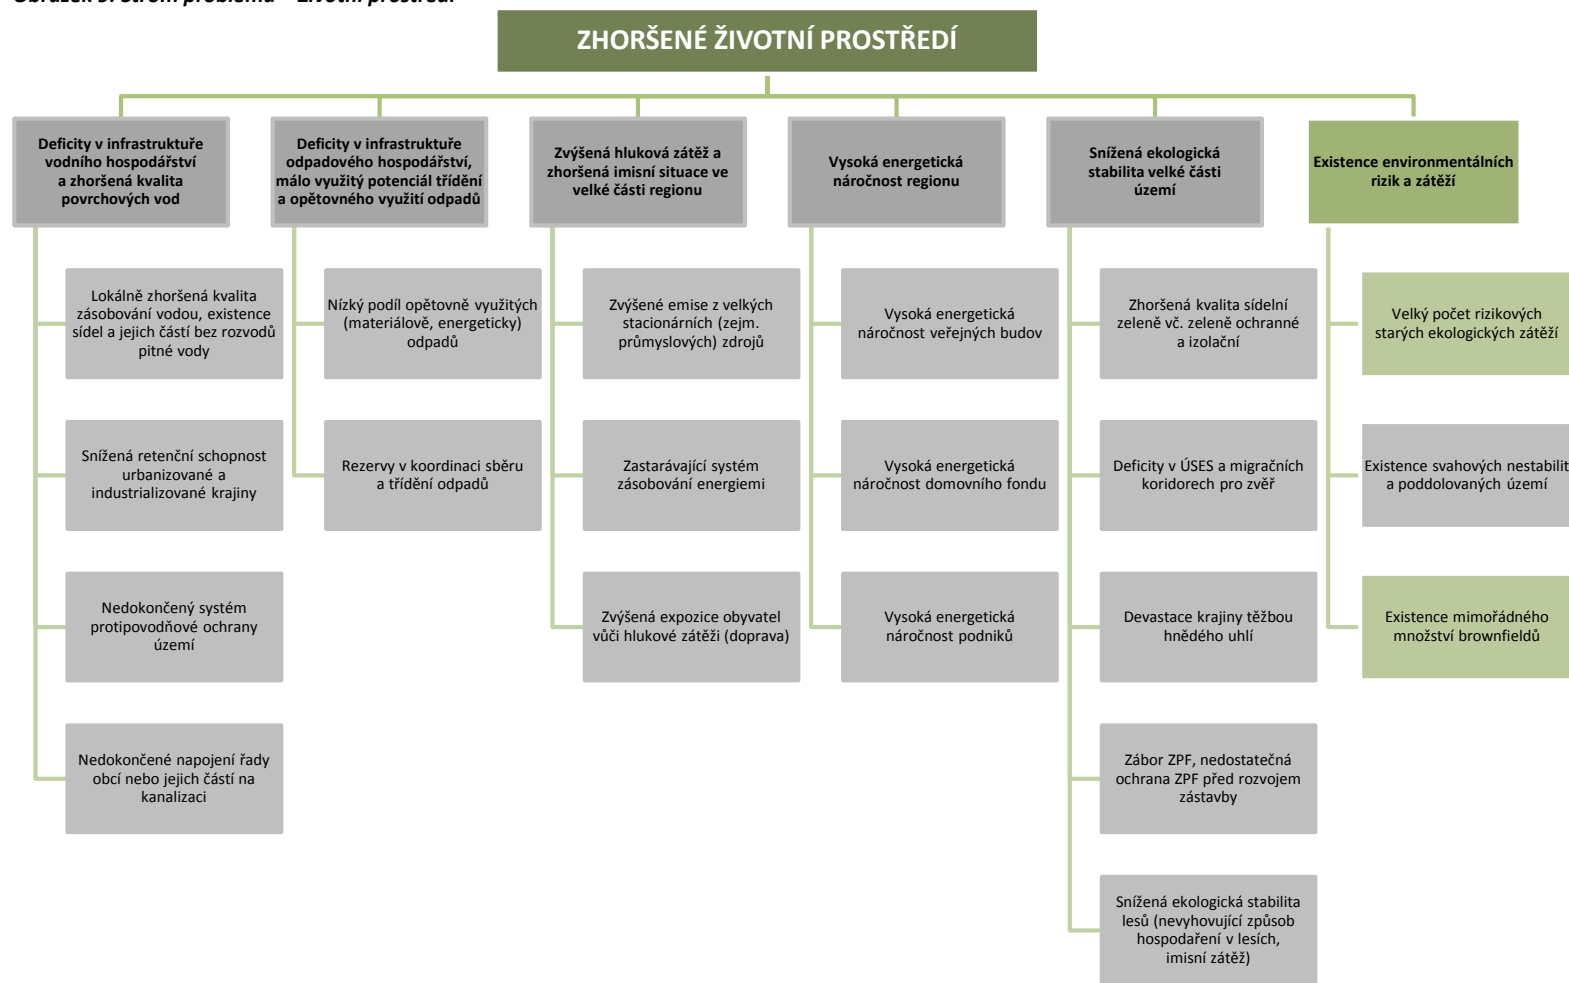 Obrázek 5: Strom problémů – Životní prostředí
ZHORŠENÉ ŽIVOTNÍ PROSTŘEDÍ
Deficity v infrastruktuře
vodního hospodářství
a zhoršená kvalita
povrchových vod
Lokálně zhoršená kvalita
zásobování vodou, existence
sídel a jejich částí bez rozvodů
pitné vody
Snížená retenční schopnost
urbanizované a
industrializované krajiny
Nedokončený systém
protipovodňové ochrany
území
Nedokončené napojení řady
obcí nebo jejich částí na
kanalizaci
Deficity v infrastruktuře
odpadového hospodářství,
málo využitý potenciál třídění
a opětovného využití odpadů
Nízký podíl opětovně využitých
(materiálově, energeticky)
odpadů
Rezervy v koordinaci sběru
a třídění odpadů
Zvýšená hluková zátěž a
zhoršená imisní situace ve
velké části regionu
Zvýšené emise z velkých
stacionárních (zejm.
průmyslových) zdrojů
Zastarávající systém
zásobování energiemi
Zvýšená expozice obyvatel
vůči hlukové zátěži (doprava)
Vysoká energetická
náročnost regionu
Vysoká energetická
náročnost veřejných budov
Vysoká energetická
náročnost domovního fondu
Vysoká energetická
náročnost podniků
Snížená ekologická
stabilita velké části
území
Zhoršená kvalita sídelní
zeleně vč. zeleně ochranné
a izolační
Deficity v ÚSES a migračních
koridorech pro zvěř
Devastace krajiny těžbou
hnědého uhlí
Zábor ZPF, nedostatečná
ochrana ZPF před rozvojem
zástavby
Snížená ekologická stabilita
lesů (nevyhovující způsob
hospodaření v lesích,
imisní zátěž)
Existence environmentálních
rizik a zátěží
Velký počet rizikových
starých ekologických zátěží
Existence svahových nestabilit
a poddolovaných území
Existence mimořádného
množství brownfieldů